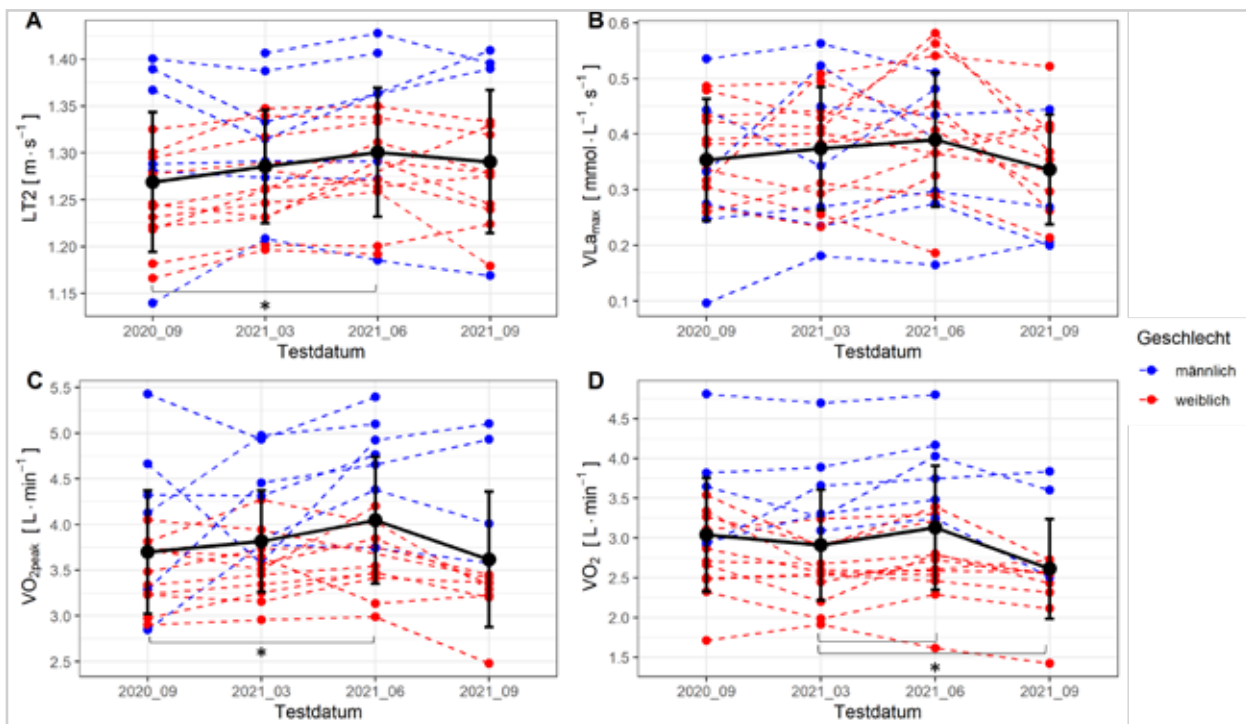 A
LT2 [ m · s⁻¹ ]
1.40
1.35
1.30
1.25
1.20
1.15
*
2020_09 2021_03 2021_06 2021_09
Testdatum
B
VLa_max [ mmol · L⁻¹ · s⁻¹ ]
0.6
0.5
0.4
0.3
0.2
0.1
2020_09 2021_03 2021_06 2021_09
Testdatum
C
VO_2peak [ L · min⁻¹ ]
5.5
5.0
4.5
4.0
3.5
3.0
2.5
*
2020_09 2021_03 2021_06 2021_09
Testdatum
D
VO₂ [ L · min⁻¹ ]
4.5
4.0
3.5
3.0
2.5
2.0
1.5
*
2020_09 2021_03 2021_06 2021_09
Testdatum
Geschlecht
männlich
weiblich